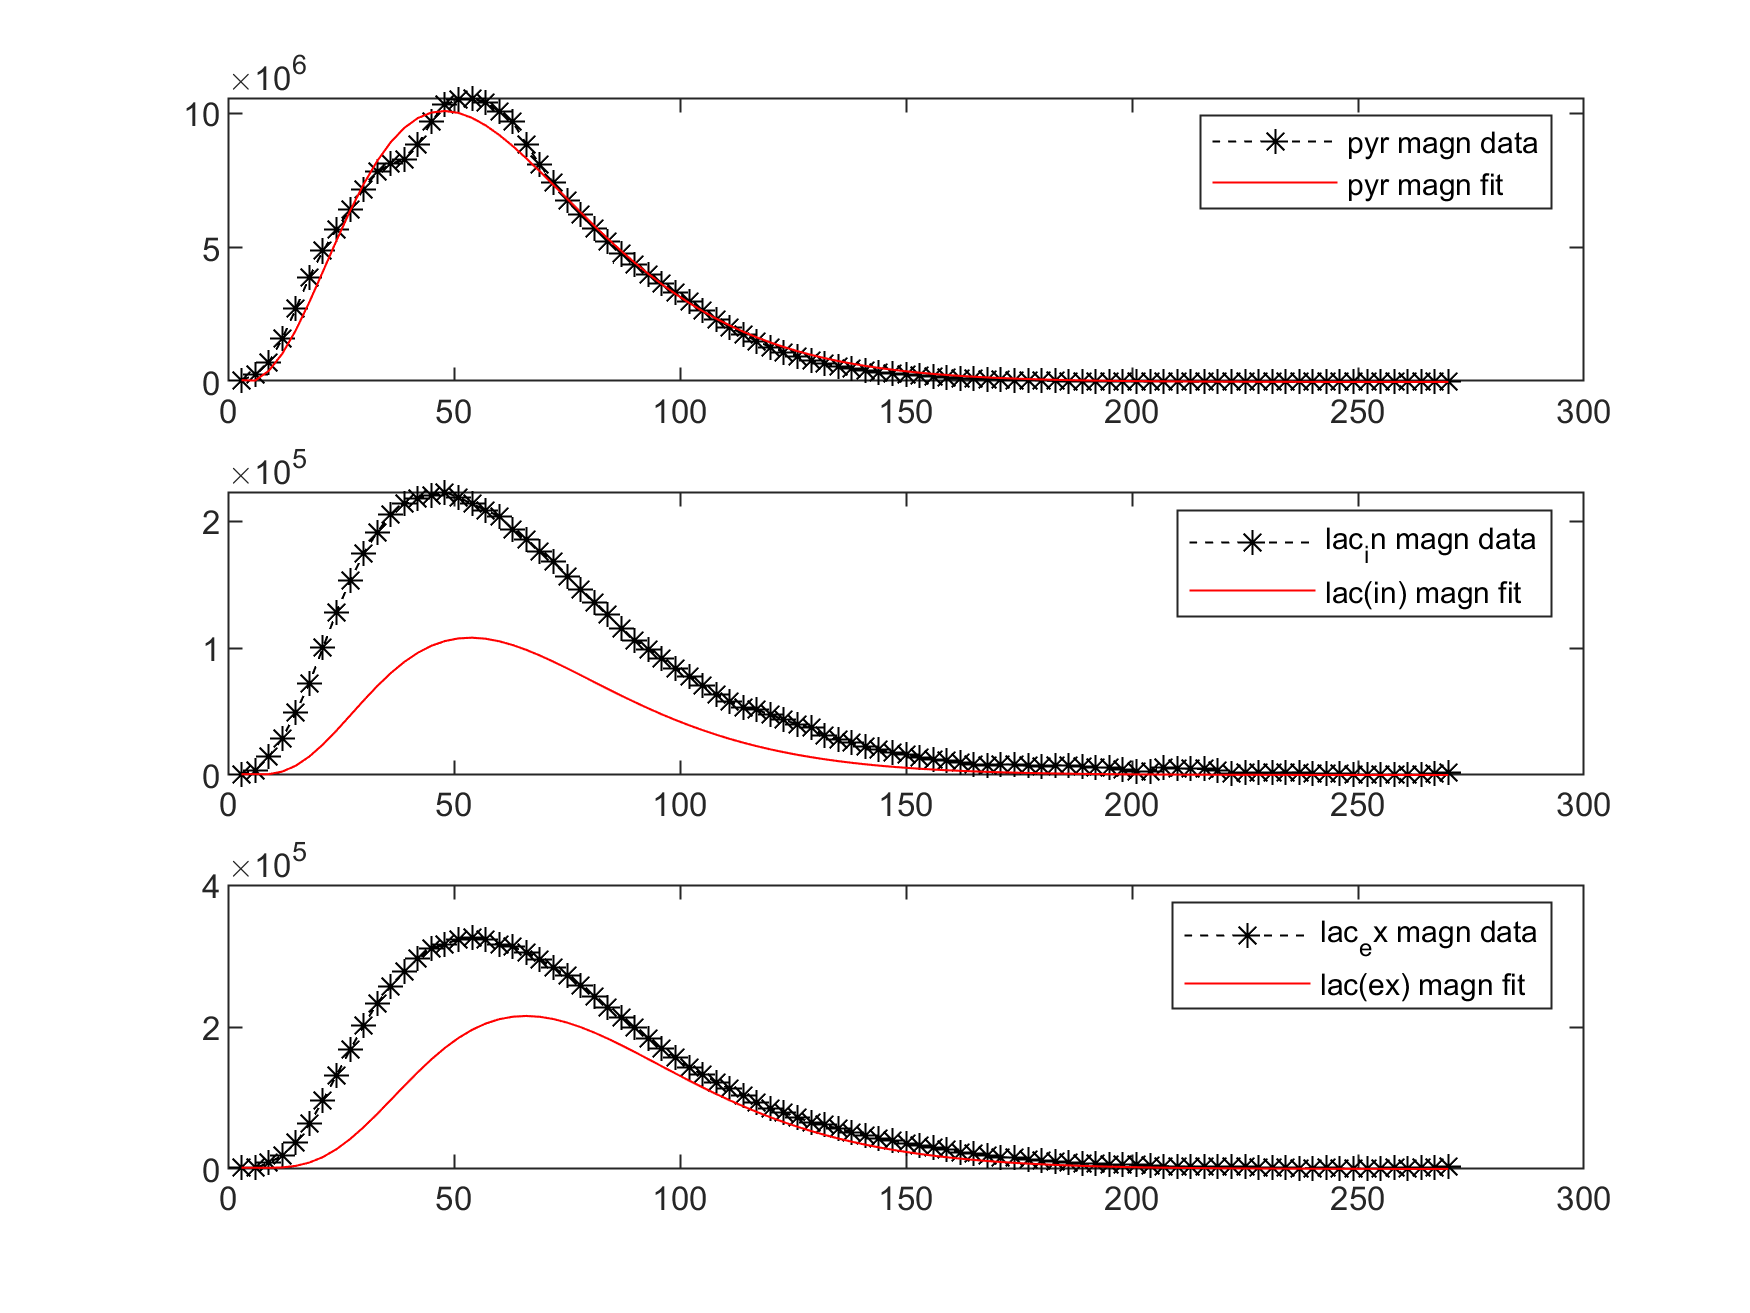 ×10^6
10
5
0
0 50 100 150 200 250 300
pyr magn data
pyr magn fit
×10^5
2
1
0
0 50 100 150 200 250 300
lac_in magn data
lac(in) magn fit
×10^5
4
2
0
0 50 100 150 200 250 300
lac_ex magn data
lac(ex) magn fit